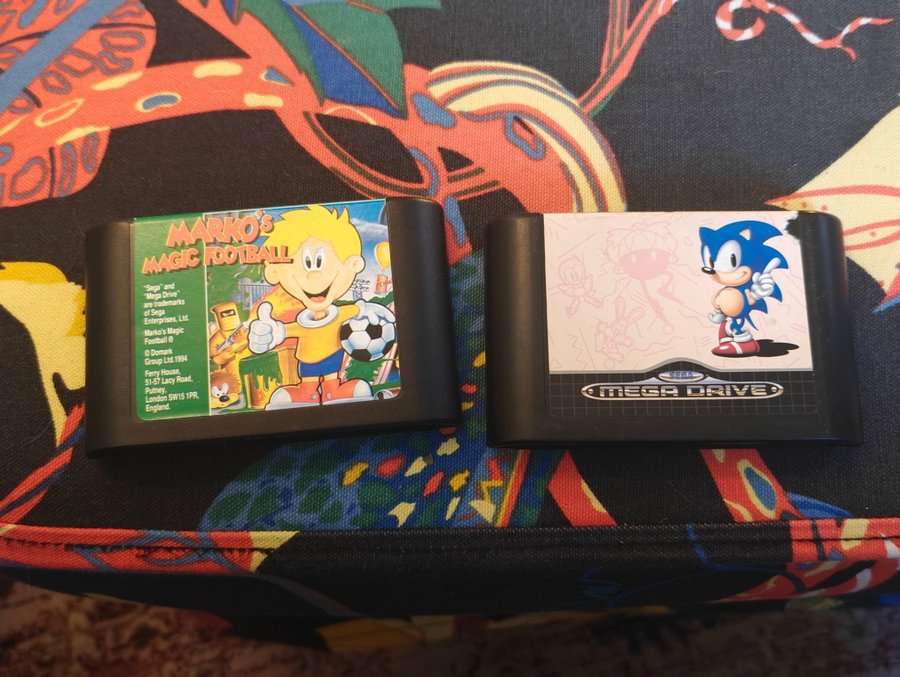 MARKO'S
MAGIC FOOTBALL
"Sega" and
"Mega Drive"
are trademarks
of Sega
Enterprises, Ltd.
Marko's Magic
Football ®
© Domark
Group Ltd.1994
Ferry House,
51-57 Lacy Road,
Putney,
London SW15 1PR,
England.
SEGA
MEGA DRIVE